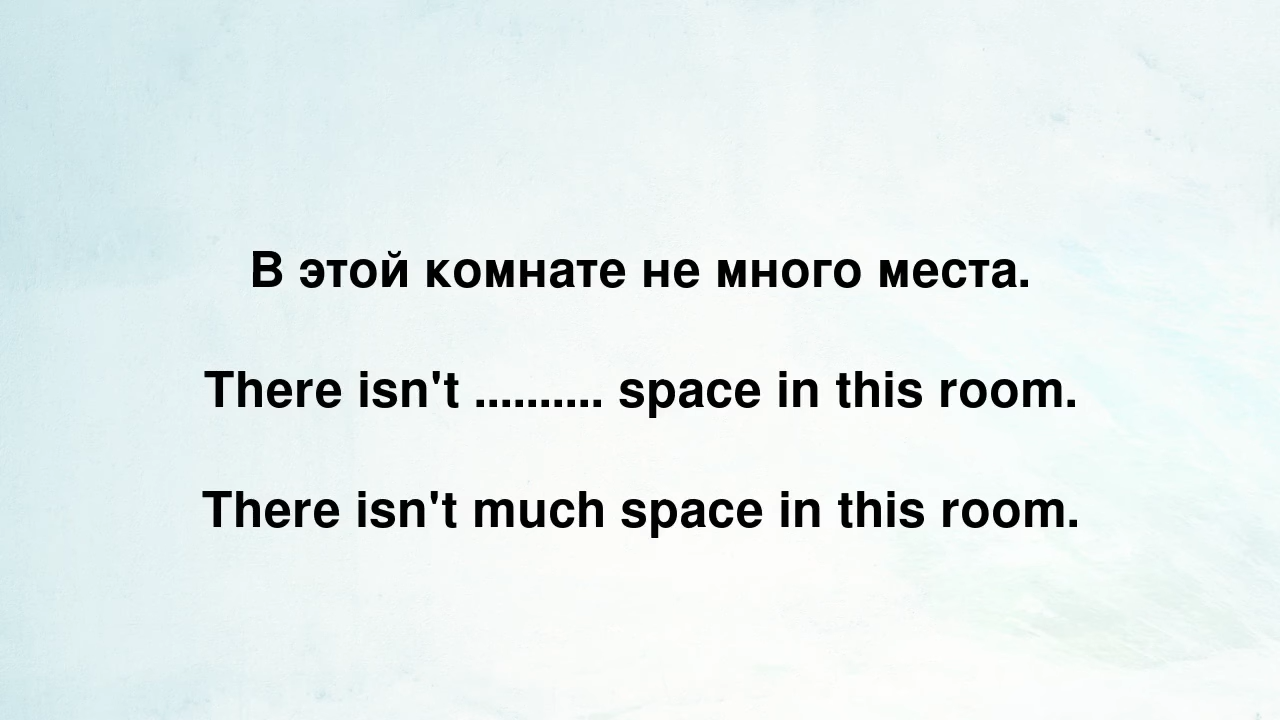 В этой комнате не много места.
There isn't .......... space in this room.
There isn't much space in this room.